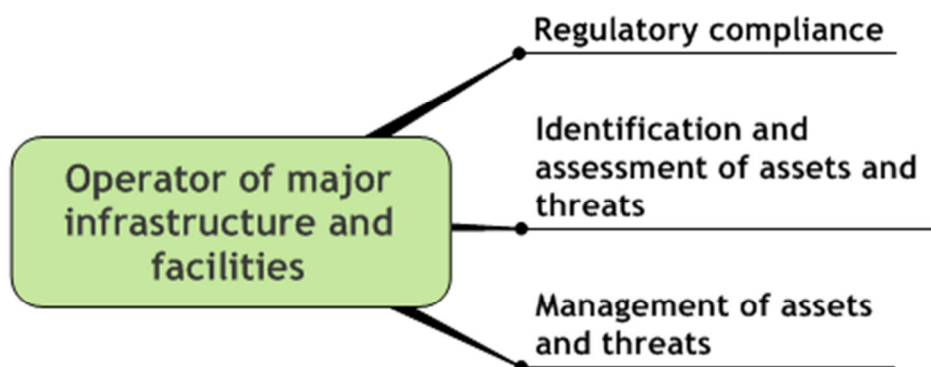 Operator of major
infrastructure and
facilities
Regulatory compliance
Identification and
assessment of assets and
threats
Management of assets
and threats